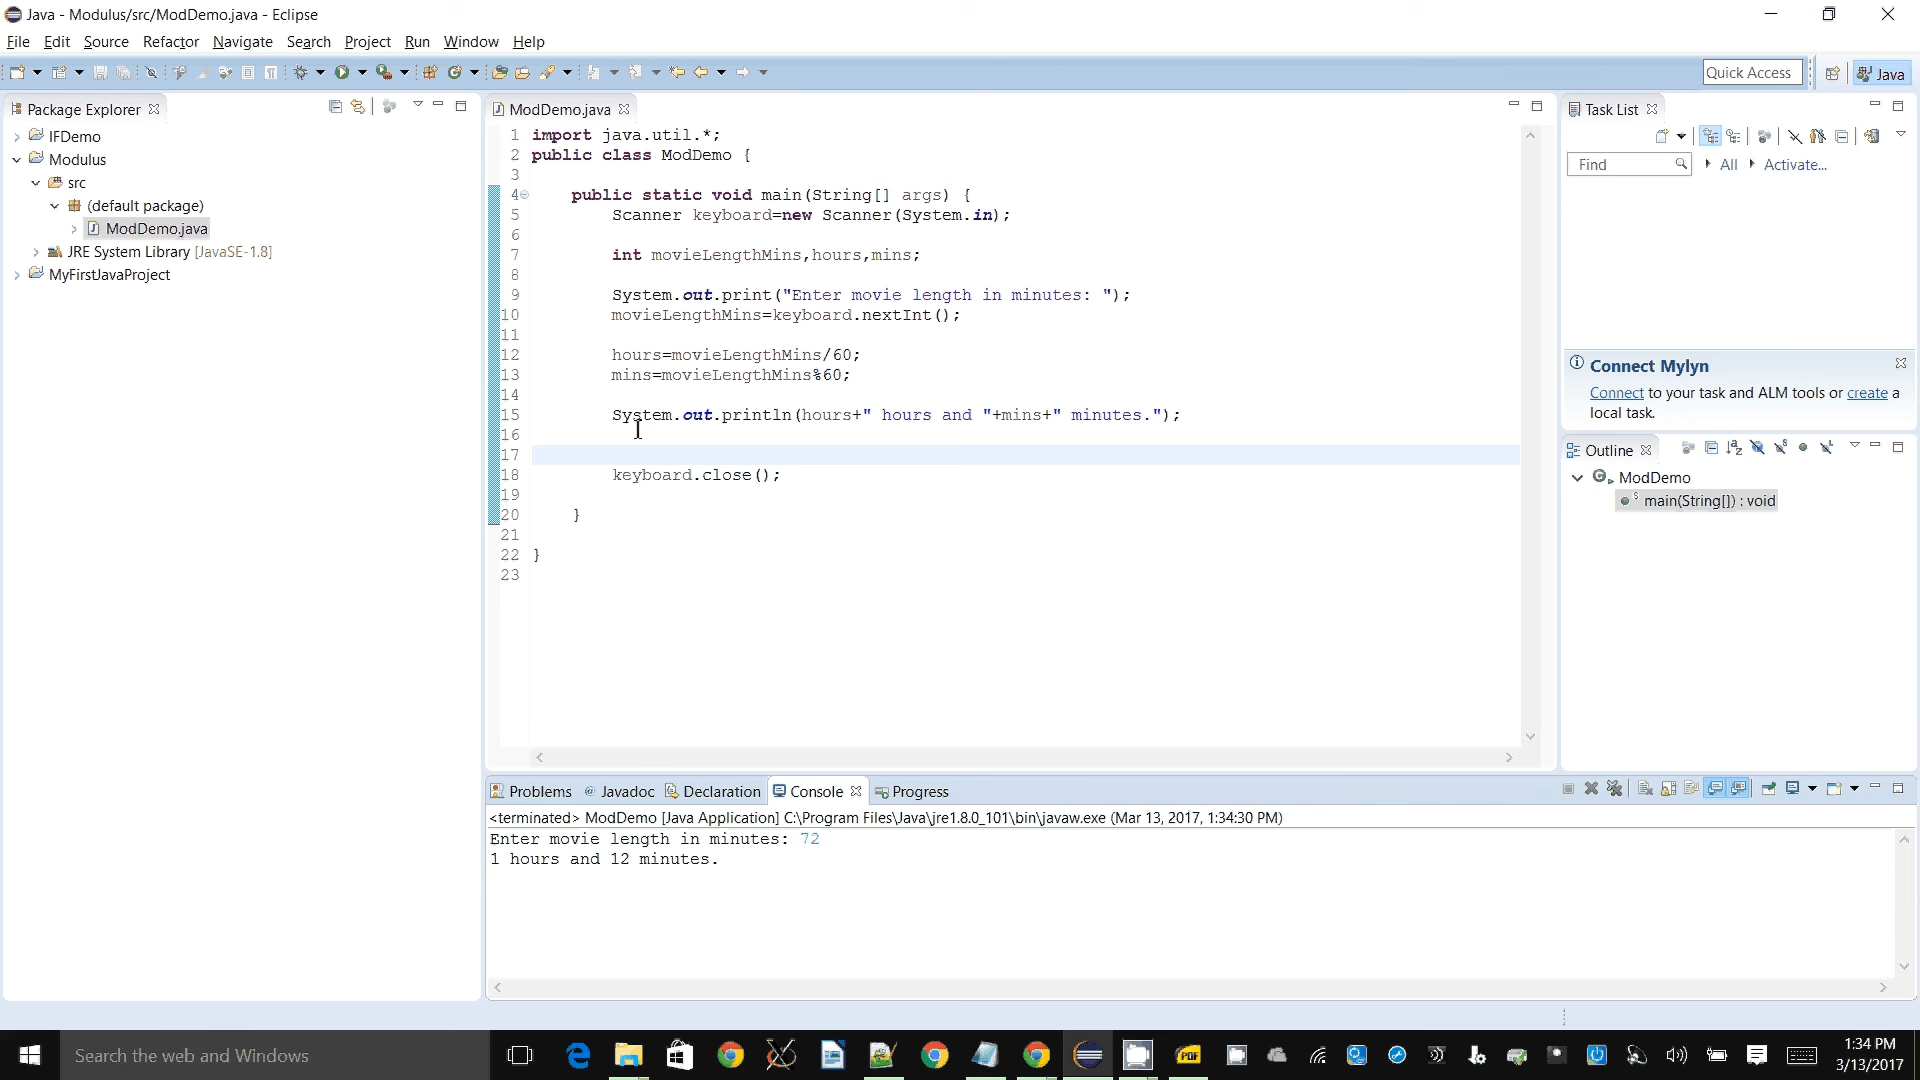 Java - Modulus/src/ModDemo.java - Eclipse
File Edit Source Refactor Navigate Search Project Run Window Help
Quick Access
Java
Package Explorer
IFDemo
Modulus
src
(default package)
ModDemo.java
JRE System Library [JavaSE-1.8]
MyFirstJavaProject
ModDemo.java
1 import java.util.*;
2 public class ModDemo {
3
4 public static void main(String[] args) {
5 Scanner keyboard=new Scanner(System.in);
6
7 int movieLengthMins,hours,mins;
8
9 System.out.print("Enter movie length in minutes: ");
10 movieLengthMins=keyboard.nextInt();
11
12 hours=movieLengthMins/60;
13 mins=movieLengthMins%60;
14
15 System.out.println(hours+" hours and "+mins+" minutes.");
16
17
18 keyboard.close();
19
20 }
21
22 }
23
Task List
Find
All
Activate...
Connect Mylyn
Connect to your task and ALM tools or create a
local task.
Outline
ModDemo
main(String[]) : void
Problems @ Javadoc Declaration Console Progress
<terminated> ModDemo [Java Application] C:\Program Files\Java\jre1.8.0_101\bin\javaw.exe (Mar 13, 2017, 1:34:30 PM)
Enter movie length in minutes: 72
1 hours and 12 minutes.
Search the web and Windows
PDF
1:34 PM
3/13/2017